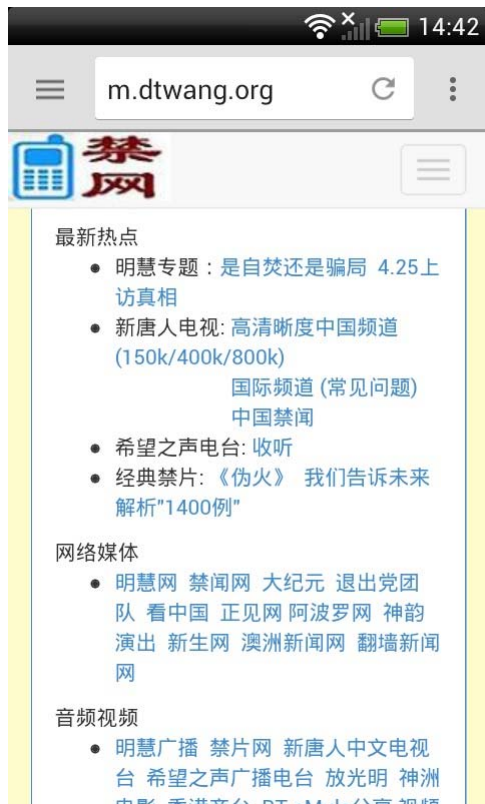 14:42
m.dtwang.org
禁
网
最新热点
明慧专题：是自焚还是骗局 4.25上
访真相
新唐人电视: 高清晰度中国频道
(150k/400k/800k)
国际频道 (常见问题)
中国禁闻
希望之声电台: 收听
经典禁片: 《伪火》 我们告诉未来
解析"1400例"
网络媒体
明慧网 禁闻网 大纪元 退出党团
队 看中国 正见网 阿波罗网 神韵
演出 新生网 澳洲新闻网 翻墙新闻
网
音频视频
明慧广播 禁片网 新唐人中文电视
台 希望之声广播电台 放光明 神洲